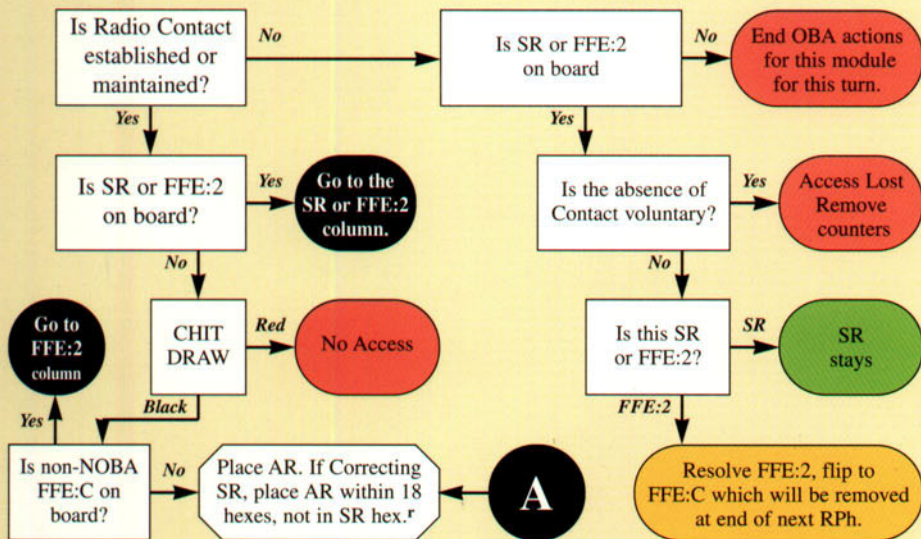 Is Radio Contact
established or
maintained?
No
Is SR or FFE:2
on board
No
End OBA actions
for this module
for this turn.
Yes
Yes
Is SR or FFE:2
on board?
Yes
Go to the
SR or FFE:2
column.
Is the absence of
Contact voluntary?
Yes
Access Lost
Remove
counters
No
No
Go to
FFE:2
column
CHIT
DRAW
Red
No Access
Is this SR
or FFE:2?
SR
SR
stays
Yes
Black
FFE:2
Is non-NOBA
FFE:C on
board?
No
Place AR. If Correcting
SR, place AR within 18
hexes, not in SR hex.r
A
Resolve FFE:2, flip to
FFE:C which will be removed
at end of next RPh.